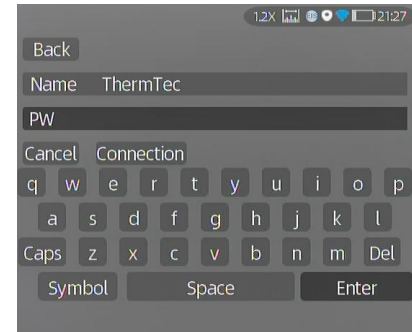 1.2X 21:27
Back
Name ThermTec
PW
Cancel Connection
q w e r t y u i o p
a s d f g h j k l
Caps z x c v b n m Del
Symbol Space Enter